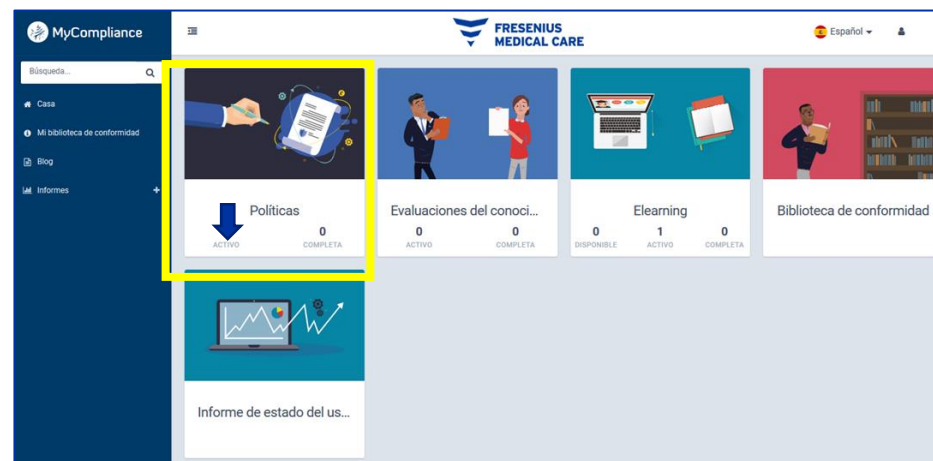 MyCompliance
FRESENIUS
MEDICAL CARE
Español
Búsqueda...
Casa
Mi biblioteca de conformidad
Blog
Informes +
Políticas
0
ACTIVO COMPLETA
Evaluaciones del conoci...
0 0
ACTIVO COMPLETA
Elearning
0 1 0
DISPONIBLE ACTIVO COMPLETA
Biblioteca de conformidad
Informe de estado del us...